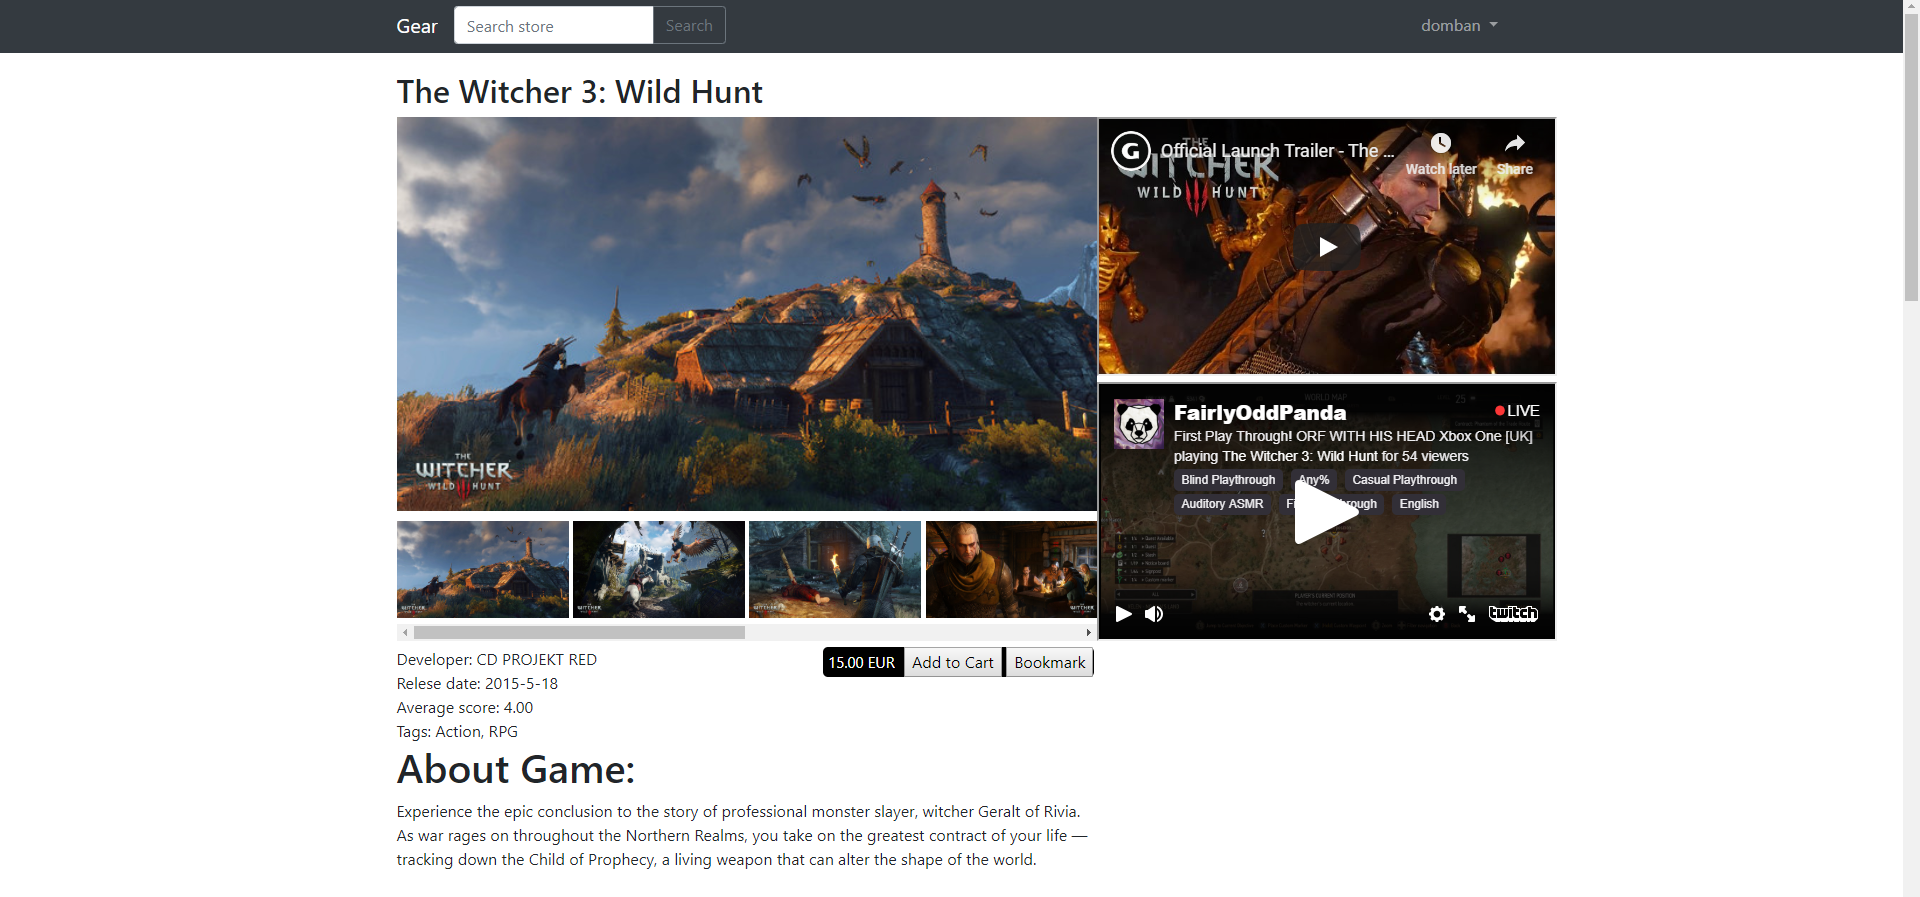 Gear
Search store
Search
domban
The Witcher 3: Wild Hunt
THE
WITCHER
WILD HUNT
Official Launch Trailer - The ...
Watch later
Share
THE
WITCHER
WILD HUNT
FairlyOddPanda
LIVE
First Play Through! ORF WITH HIS HEAD Xbox One [UK]
playing The Witcher 3: Wild Hunt for 54 viewers
Blind Playthrough
Any%
Casual Playthrough
Auditory ASMR
English
twitch
Developer: CD PROJEKT RED
Relese date: 2015-5-18
Average score: 4.00
Tags: Action, RPG
15.00 EUR
Add to Cart
Bookmark
About Game:
Experience the epic conclusion to the story of professional monster slayer, witcher Geralt of Rivia.
As war rages on throughout the Northern Realms, you take on the greatest contract of your life —
tracking down the Child of Prophecy, a living weapon that can alter the shape of the world.